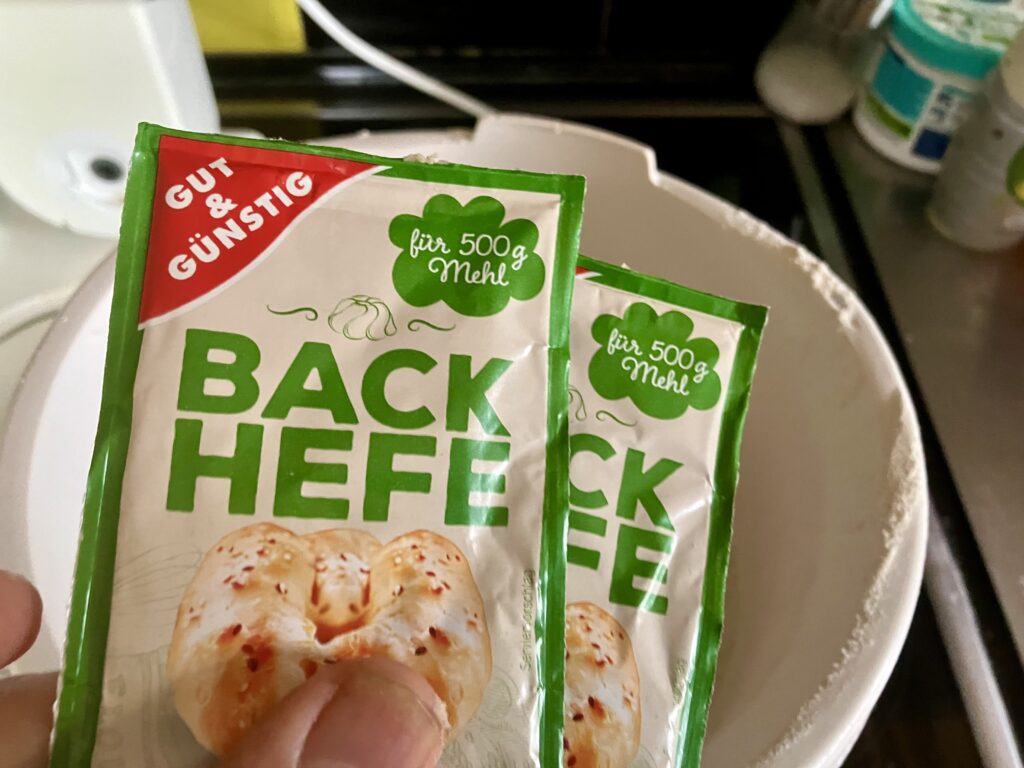 GUT
&
GÜNSTIG
für 500g
Mehl
BACK
HEFE
für 500g
Mehl
CK
FE